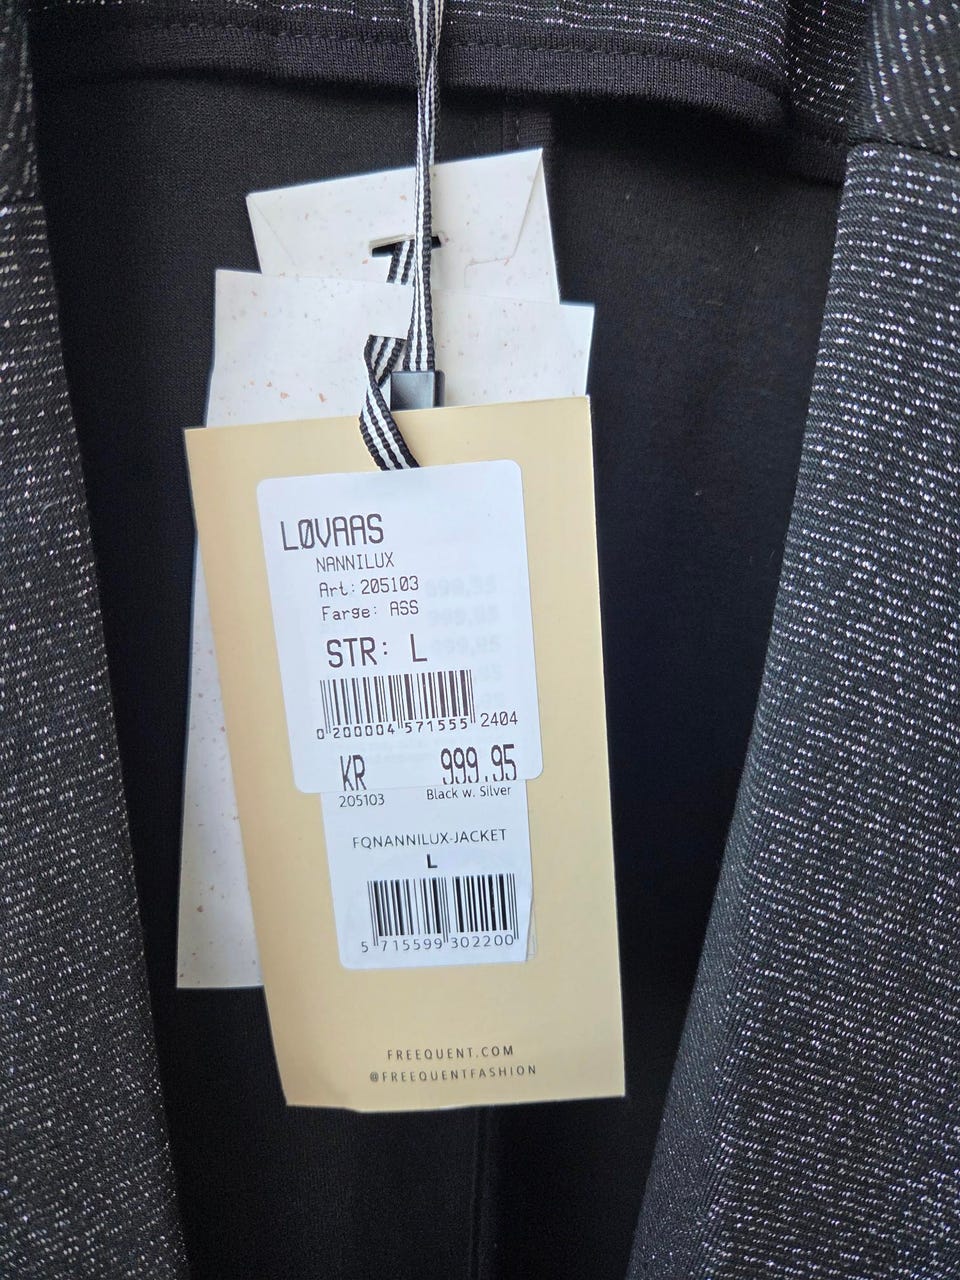 LØVAAS
NANNILUX
Art: 205103
Farge: ASS
STR: L
0 200004 571555 2404
KR 999.95
205103 Black w. Silver
FQNANNILUX-JACKET
L
5 715599 302200
FREEQUENT.COM
@FREEQUENTFASHION